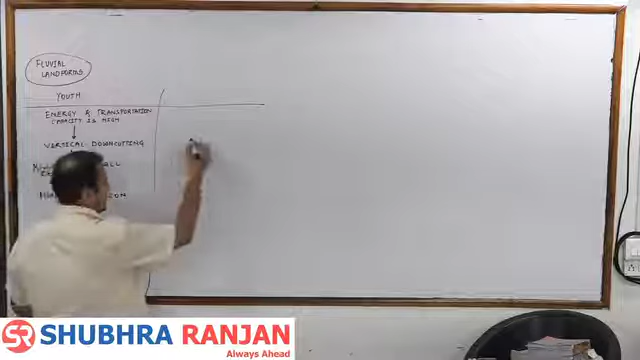 FLUVIAL
LANDFORMS
YOUTH
ENERGY & TRANSPORTATION
CAPACITY IS HIGH
VERTICAL DOWNCUTTING
SHUBHRA RANJAN
Always Ahead